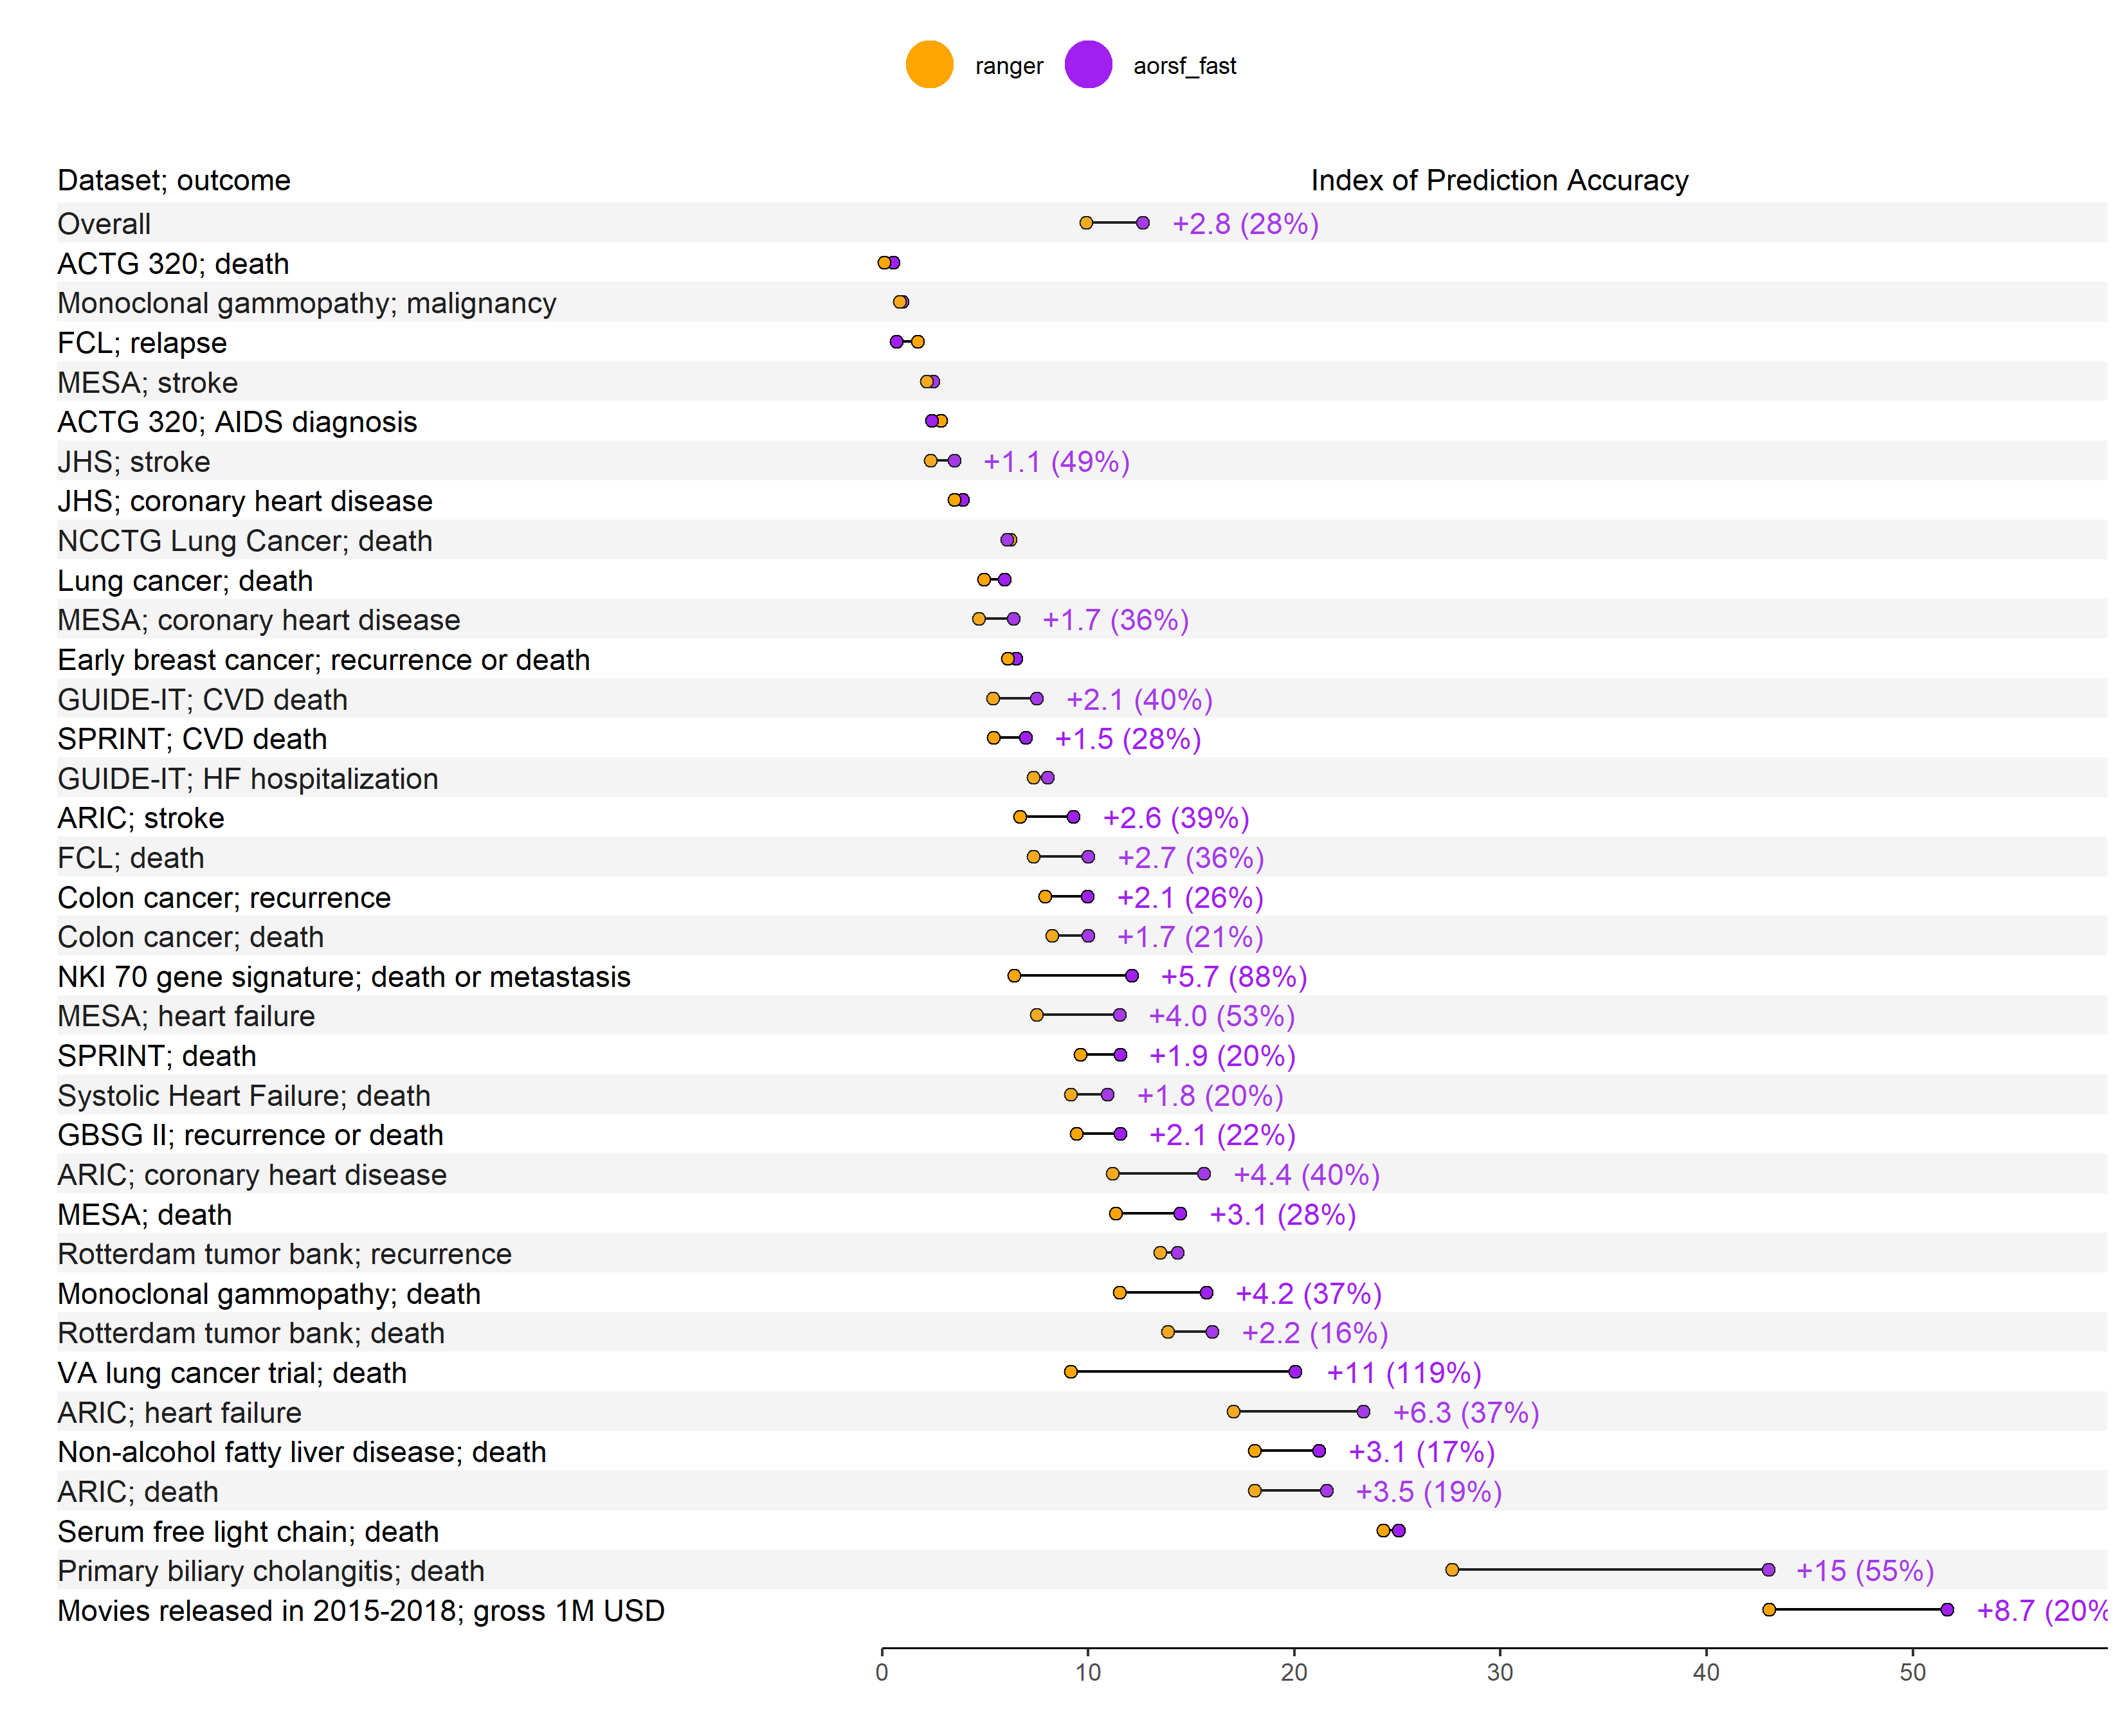 ranger aorsf_fast
Dataset; outcome Index of Prediction Accuracy
Overall +2.8 (28%)
ACTG 320; death
Monoclonal gammopathy; malignancy
FCL; relapse
MESA; stroke
ACTG 320; AIDS diagnosis
JHS; stroke +1.1 (49%)
JHS; coronary heart disease
NCCTG Lung Cancer; death
Lung cancer; death
MESA; coronary heart disease +1.7 (36%)
Early breast cancer; recurrence or death
GUIDE-IT; CVD death +2.1 (40%)
SPRINT; CVD death +1.5 (28%)
GUIDE-IT; HF hospitalization
ARIC; stroke +2.6 (39%)
FCL; death +2.7 (36%)
Colon cancer; recurrence +2.1 (26%)
Colon cancer; death +1.7 (21%)
NKI 70 gene signature; death or metastasis +5.7 (88%)
MESA; heart failure +4.0 (53%)
SPRINT; death +1.9 (20%)
Systolic Heart Failure; death +1.8 (20%)
GBSG II; recurrence or death +2.1 (22%)
ARIC; coronary heart disease +4.4 (40%)
MESA; death +3.1 (28%)
Rotterdam tumor bank; recurrence
Monoclonal gammopathy; death +4.2 (37%)
Rotterdam tumor bank; death +2.2 (16%)
VA lung cancer trial; death +11 (119%)
ARIC; heart failure +6.3 (37%)
Non-alcohol fatty liver disease; death +3.1 (17%)
ARIC; death +3.5 (19%)
Serum free light chain; death
Primary biliary cholangitis; death +15 (55%)
Movies released in 2015-2018; gross 1M USD +8.7 (20%
0 10 20 30 40 50